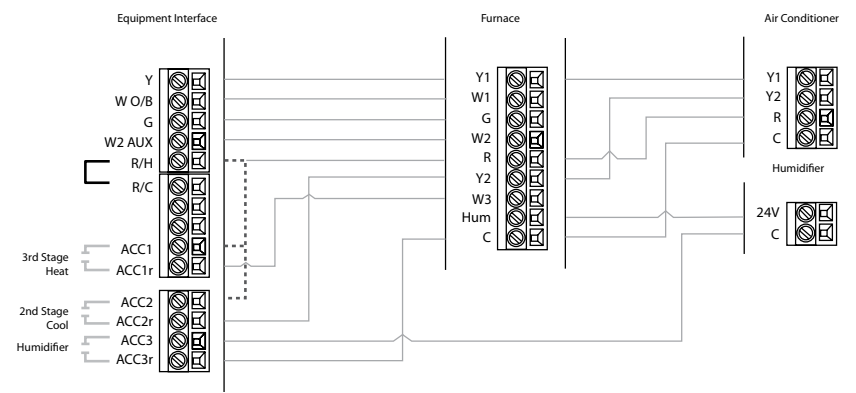 Equipment Interface
Furnace
Air Conditioner
Y
W O/B
G
W2 AUX
R/H
R/C
ACC1
ACC1r
ACC2
ACC2r
ACC3
ACC3r
3rd Stage
Heat
2nd Stage
Cool
Humidifier
Y1
W1
G
W2
R
Y2
W3
Hum
C
Y1
Y2
R
C
Humidifier
24V
C